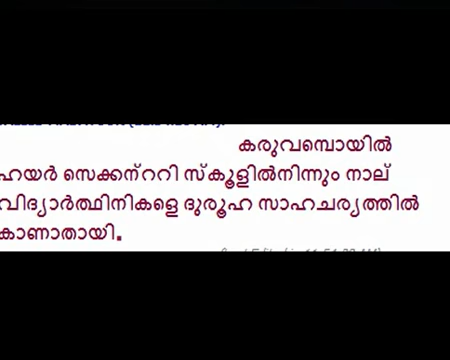 കരുവമ്പൊയിൽ
ഹയർ സെക്കന്ററി സ്കൂളിൽനിന്നും നാല്
വിദ്യാർത്ഥിനികളെ ദുരൂഹ സാഹചര്യത്തിൽ
കാണാതായി.